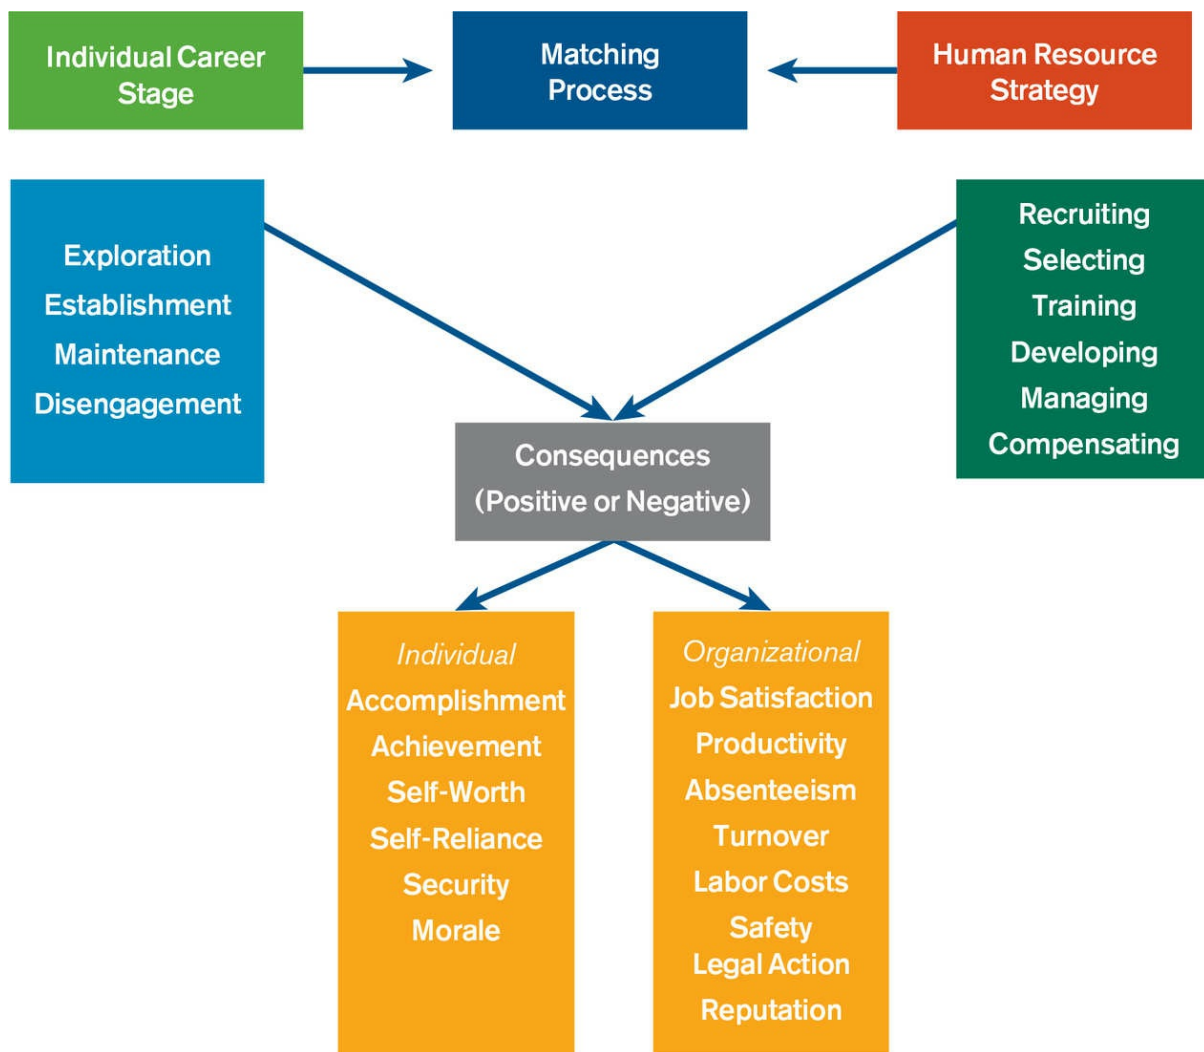 Individual Career
Stage
Matching
Process
Human Resource
Strategy
Exploration
Establishment
Maintenance
Disengagement
Recruiting
Selecting
Training
Developing
Managing
Compensating
Consequences
(Positive or Negative)
Individual
Accomplishment
Achievement
Self-Worth
Self-Reliance
Security
Morale
Organizational
Job Satisfaction
Productivity
Absenteeism
Turnover
Labor Costs
Safety
Legal Action
Reputation